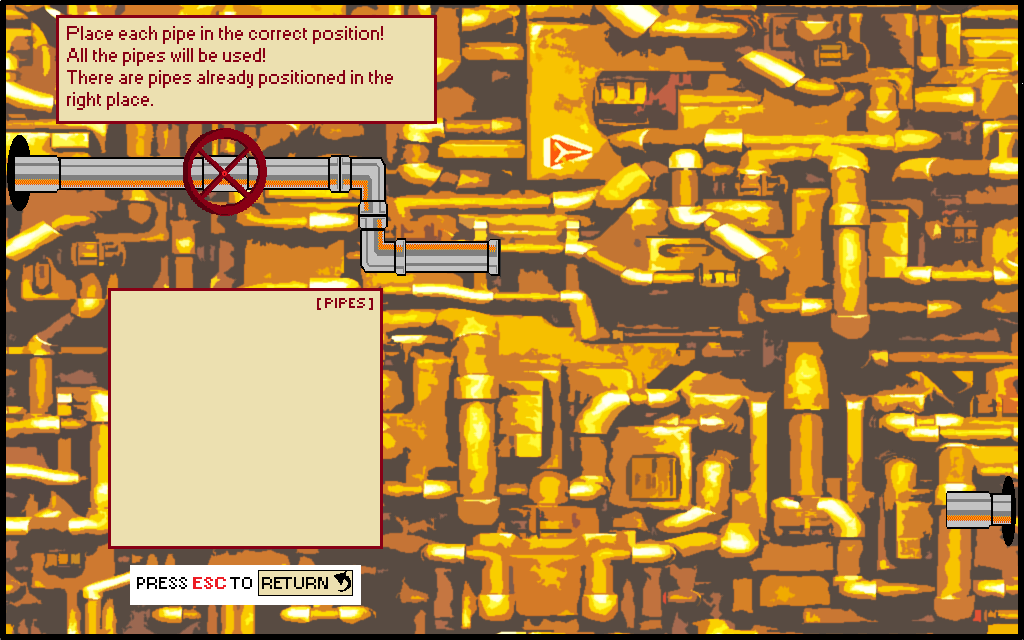 Place each pipe in the correct position!
All the pipes will be used!
There are pipes already positioned in the
right place.
[PIPES]
PRESS ESC TO RETURN